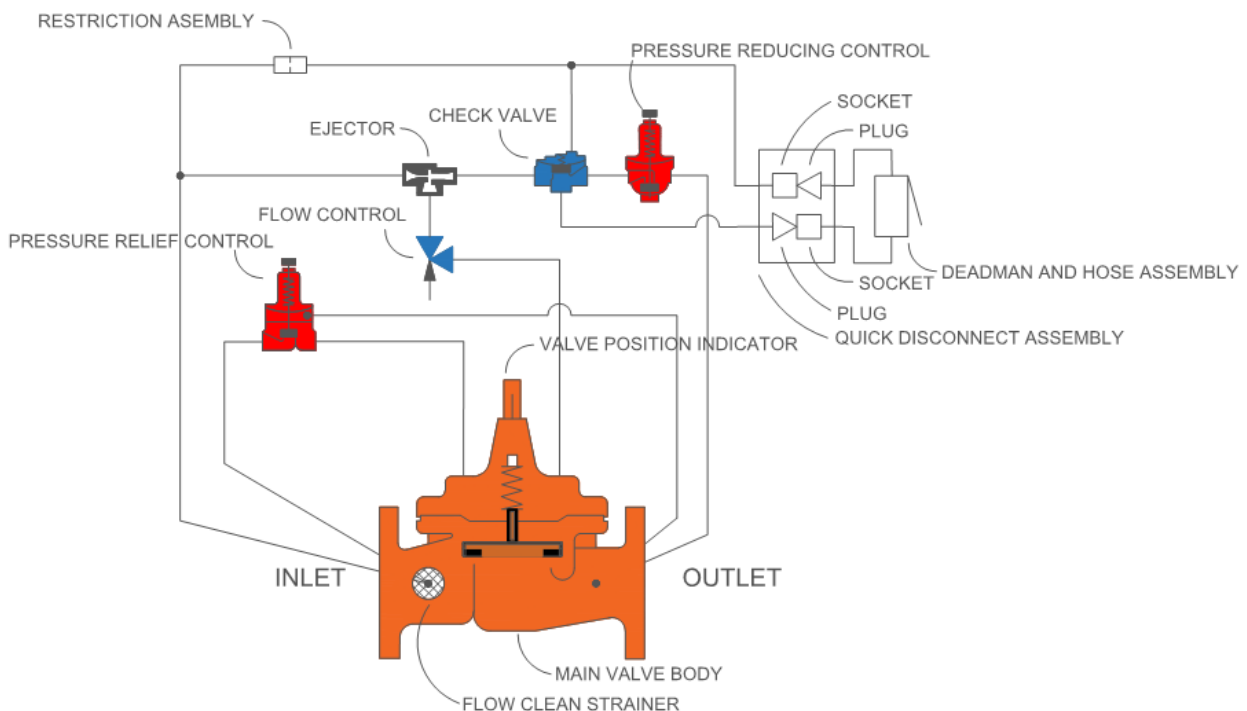 RESTRICTION ASEMBLY
PRESSURE REDUCING CONTROL
SOCKET
CHECK VALVE
PLUG
EJECTOR
FLOW CONTROL
PRESSURE RELIEF CONTROL
DEADMAN AND HOSE ASSEMBLY
SOCKET
PLUG
QUICK DISCONNECT ASSEMBLY
VALVE POSITION INDICATOR
INLET
OUTLET
MAIN VALVE BODY
FLOW CLEAN STRAINER